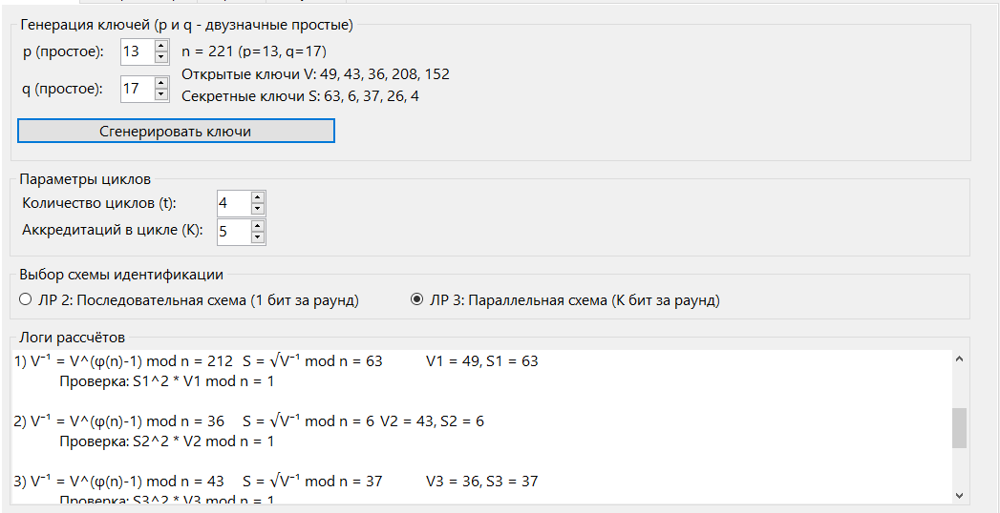 Генерация ключей (p и q - двузначные простые)
p (простое): 13 n = 221 (p=13, q=17)
Открытые ключи V: 49, 43, 36, 208, 152
q (простое): 17
Секретные ключи S: 63, 6, 37, 26, 4
Сгенерировать ключи
Параметры циклов
Количество циклов (t): 4
Аккредитаций в цикле (K): 5
Выбор схемы идентификации
ЛР 2: Последовательная схема (1 бит за раунд) ЛР 3: Параллельная схема (K бит за раунд)
Логи рассчётов
1) V⁻¹ = V^(φ(n)-1) mod n = 212 S = √V⁻¹ mod n = 63 V1 = 49, S1 = 63
Проверка: S1^2 * V1 mod n = 1
2) V⁻¹ = V^(φ(n)-1) mod n = 36 S = √V⁻¹ mod n = 6 V2 = 43, S2 = 6
Проверка: S2^2 * V2 mod n = 1
3) V⁻¹ = V^(φ(n)-1) mod n = 43 S = √V⁻¹ mod n = 37 V3 = 36, S3 = 37
Проверка: S3^2 * V3 mod n = 1